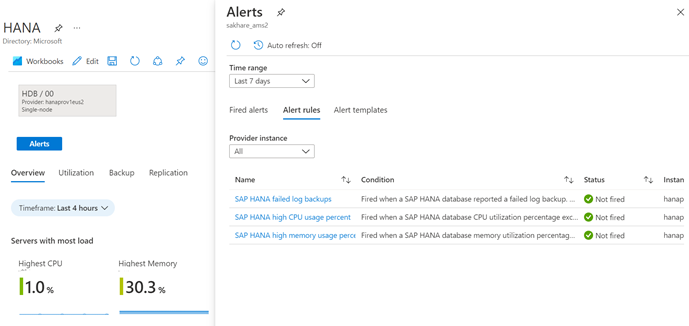 HANA
Directory: Microsoft
Workbooks
Edit
HDB / 00
Provider: hanaprov1eus2
Single-node
Alerts
Overview Utilization Backup Replication
Timeframe: Last 4 hours
Servers with most load
Highest CPU
1.0 %
Highest Memory
30.3 %
Alerts
sakhare_ams2
Auto refresh: Off
Time range
Last 7 days
Fired alerts Alert rules Alert templates
Provider instance
All
Name Condition Status Instan
SAP HANA failed log backups Fired when a SAP HANA database reported a failed log backup. ... Not fired hanap
SAP HANA high CPU usage percent Fired when a SAP HANA database CPU utilization percentage exc... Not fired hanap
SAP HANA high memory usage perce Fired when a SAP HANA database memory utilization percentag... Not fired hanap